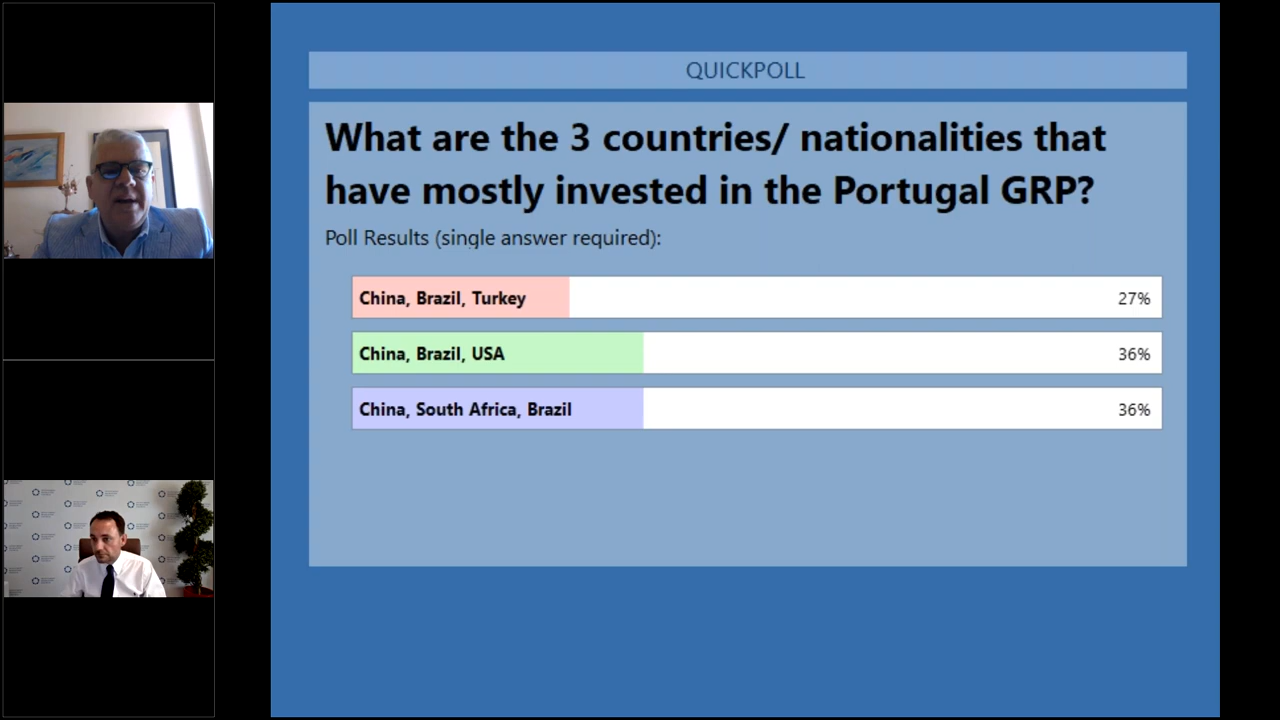 QUICKPOLL
What are the 3 countries/ nationalities that
have mostly invested in the Portugal GRP?
Poll Results (single answer required):
China, Brazil, Turkey 27%
China, Brazil, USA 36%
China, South Africa, Brazil 36%